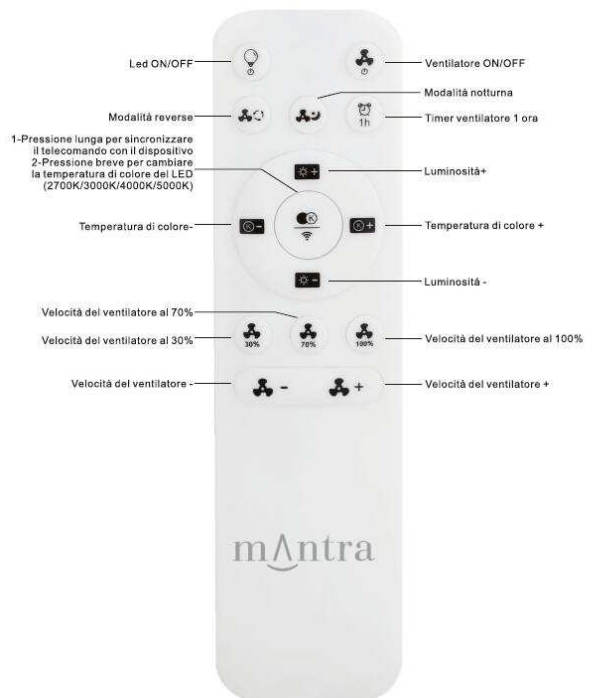 Led ON/OFF
Ventilatore ON/OFF
Modalità notturna
Modalità reverse
1h
Timer ventilatore 1 ora
1-Pressione lunga per sincronizzare
il telecomando con il dispositivo
2-Pressione breve per cambiare
la temperatura di colore del LED
(2700K/3000K/4000K/5000K)
+
Luminosità+
Temperatura di colore-
K -
K
K +
Temperatura di colore +
-
Luminosità -
Velocità del ventilatore al 70%
Velocità del ventilatore al 30%
30%
70%
100%
Velocità del ventilatore al 100%
Velocità del ventilatore -
-
+
Velocità del ventilatore +
mantra